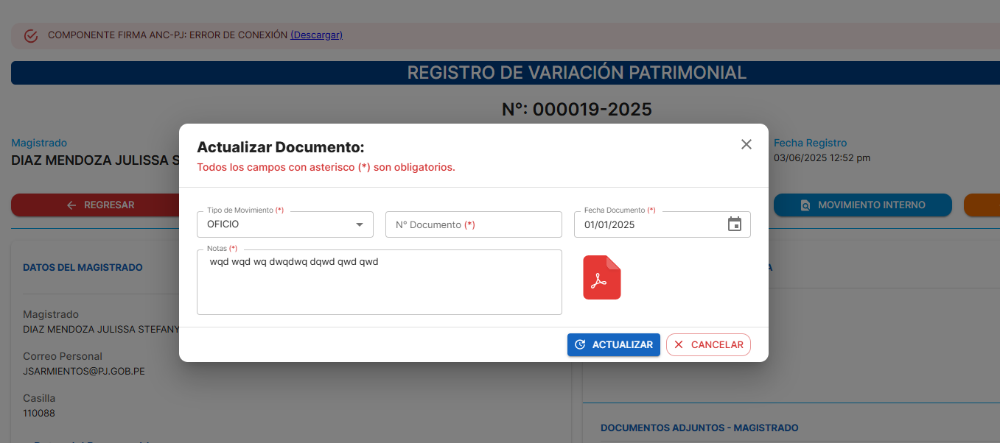 COMPONENTE FIRMA ANC-PJ: ERROR DE CONEXIÓN (Descargar)
REGISTRO DE VARIACIÓN PATRIMONIAL
N°: 000019-2025
Magistrado
DIAZ MENDOZA JULISSA S
Fecha Registro
03/06/2025 12:52 pm
REGRESAR
MOVIMIENTO INTERNO
Actualizar Documento:
Todos los campos con asterisco (*) son obligatorios.
Tipo de Movimiento (*)
OFICIO
N° Documento (*)
Fecha Documento (*)
01/01/2025
Notas (*)
wqd wqd wq dwqdwq dqwd qwd qwd
ACTUALIZAR
CANCELAR
DATOS DEL MAGISTRADO
Magistrado
DIAZ MENDOZA JULISSA STEFANY
Correo Personal
JSARMIENTOS@PJ.GOB.PE
Casilla
110088
DOCUMENTOS ADJUNTOS - MAGISTRADO